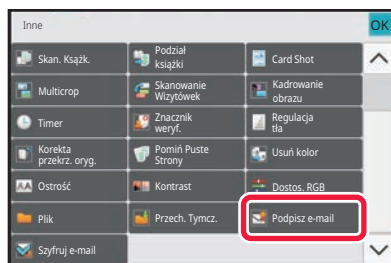 Inne
OK
Skan. Książk.
Podział
książki
Card Shot
Multicrop
Skanowanie
Wizytówek
Kadrowanie
obrazu
Timer
Znacznik
weryf.
Regulacja
tła
Korekta
przekrz. oryg.
Pomiń Puste
Strony
Usuń kolor
AA Ostrość
Kontrast
Dostos. RGB
Plik
Przech. Tymcz.
Podpisz e-mail
Szyfruj e-mail